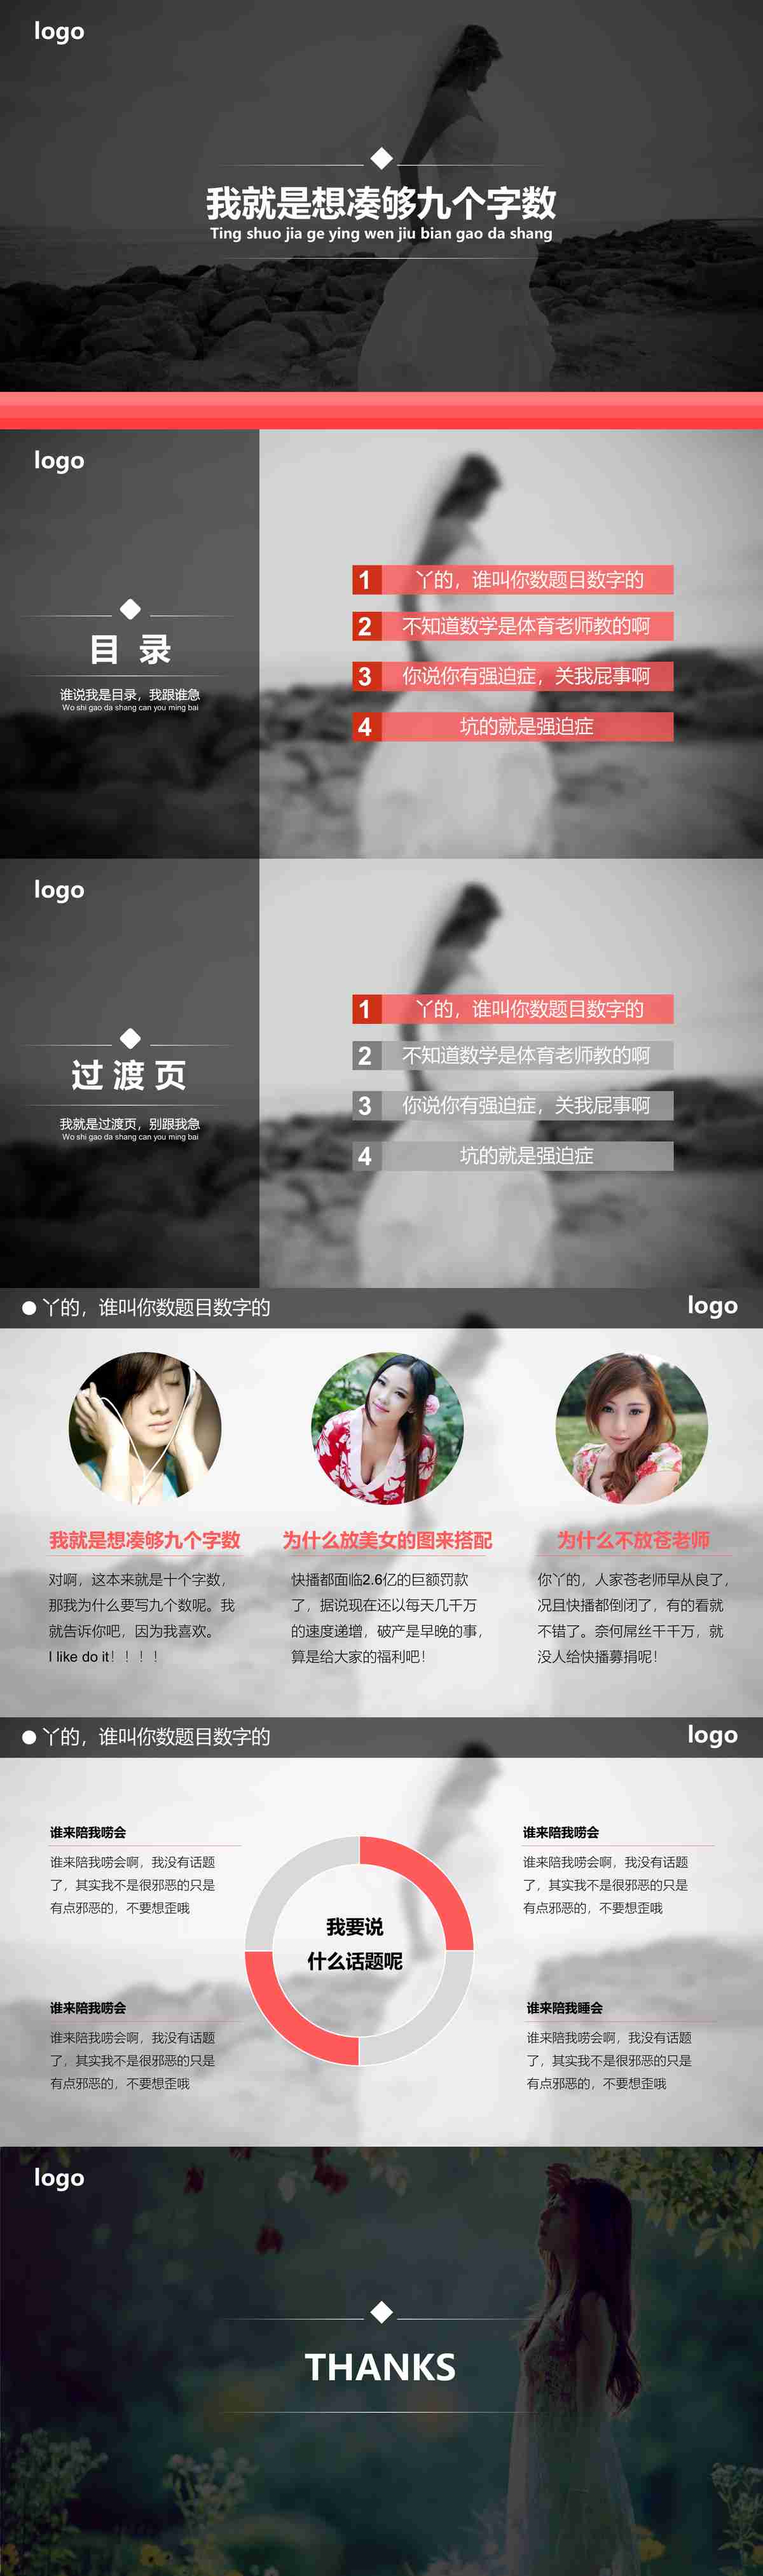 logo
我就是想凑够九个字数
Ting shuo jia ge ying wen jiu bian gao da shang
logo
目 录
谁说我是目录，我跟谁急
Wo shi gao da shang can you ming bai
1 丫的，谁叫你数题目数字的
2 不知道数学是体育老师教的啊
3 你说你有强迫症，关我屁事啊
4 坑的就是强迫症
logo
过 渡 页
我就是过渡页，别跟我急
Wo shi gao da shang can you ming bai
1 丫的，谁叫你数题目数字的
2 不知道数学是体育老师教的啊
3 你说你有强迫症，关我屁事啊
4 坑的就是强迫症
丫的，谁叫你数题目数字的
logo
我就是想凑够九个字数
对啊，这本来就是十个字数，
那我为什么要写九个数呢。我
就告诉你吧，因为我喜欢。
I like do it！！！！
为什么放美女的图来搭配
快播都面临2.6亿的巨额罚款
了，据说现在还以每天几千万
的速度递增，破产是早晚的事，
算是给大家的福利吧！
为什么不放苍老师
你丫的，人家苍老师早从良了，
况且快播都倒闭了，有的看就
不错了。奈何屌丝千千万，就
没人给快播募捐呢！
丫的，谁叫你数题目数字的
logo
谁来陪我唠会
谁来陪我唠会啊，我没有话题
了，其实我不是很邪恶的只是
有点邪恶的，不要想歪哦
谁来陪我唠会
谁来陪我唠会啊，我没有话题
了，其实我不是很邪恶的只是
有点邪恶的，不要想歪哦
我要说
什么话题呢
谁来陪我唠会
谁来陪我唠会啊，我没有话题
了，其实我不是很邪恶的只是
有点邪恶的，不要想歪哦
谁来陪我睡会
谁来陪我唠会啊，我没有话题
了，其实我不是很邪恶的只是
有点邪恶的，不要想歪哦
logo
THANKS